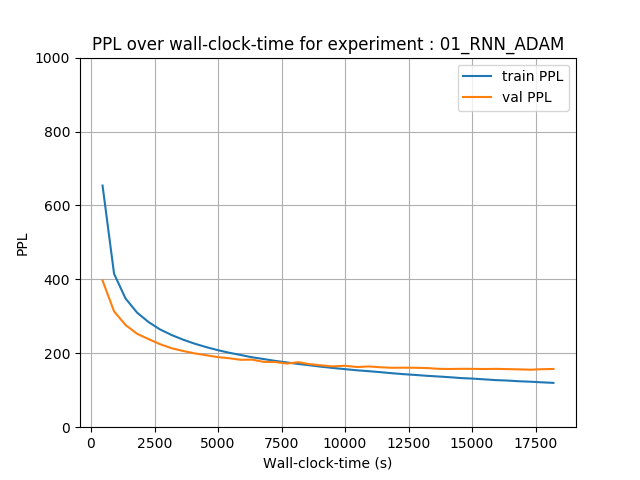 PPL over wall-clock-time for experiment : 01_RNN_ADAM
1000
800
600
400
200
0
PPL
train PPL
val PPL
0 2500 5000 7500 10000 12500 15000 17500
Wall-clock-time (s)